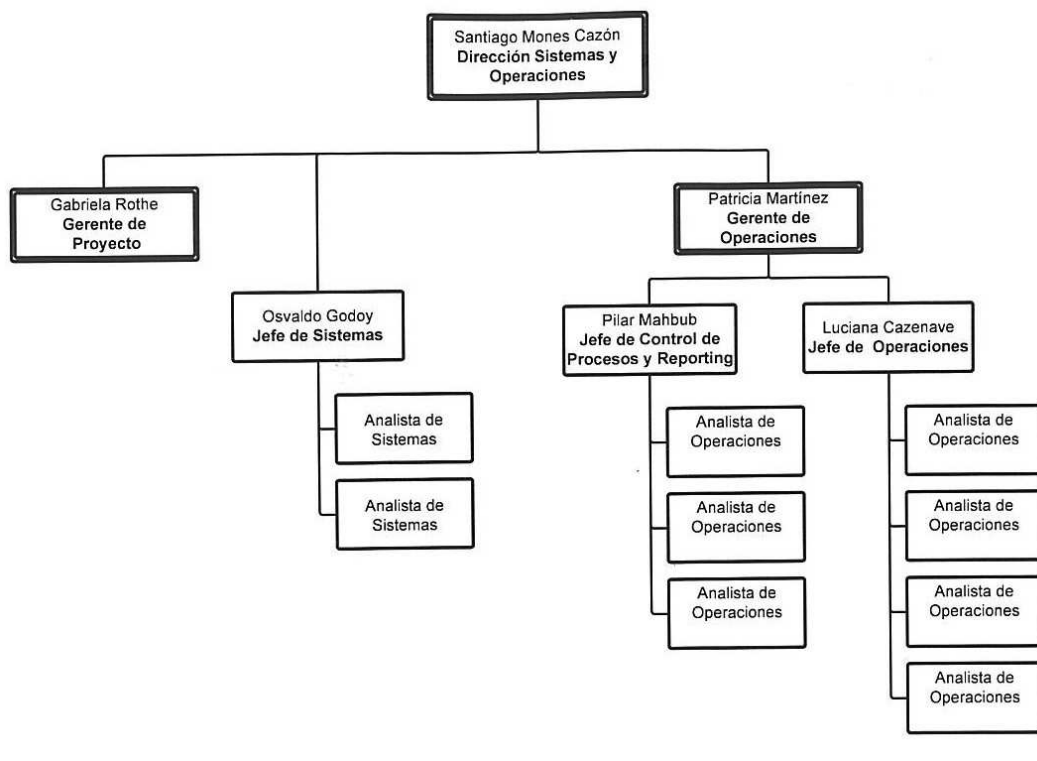 Santiago Mones Cazón
Dirección Sistemas y
Operaciones
Gabriela Rothe
Gerente de
Proyecto
Patricia Martínez
Gerente de
Operaciones
Osvaldo Godoy
Jefe de Sistemas
Pilar Mahbub
Jefe de Control de
Procesos y Reporting
Luciana Cazenave
Jefe de Operaciones
Analista de
Sistemas
Analista de
Sistemas
Analista de
Operaciones
Analista de
Operaciones
Analista de
Operaciones
Analista de
Operaciones
Analista de
Operaciones
Analista de
Operaciones
Analista de
Operaciones